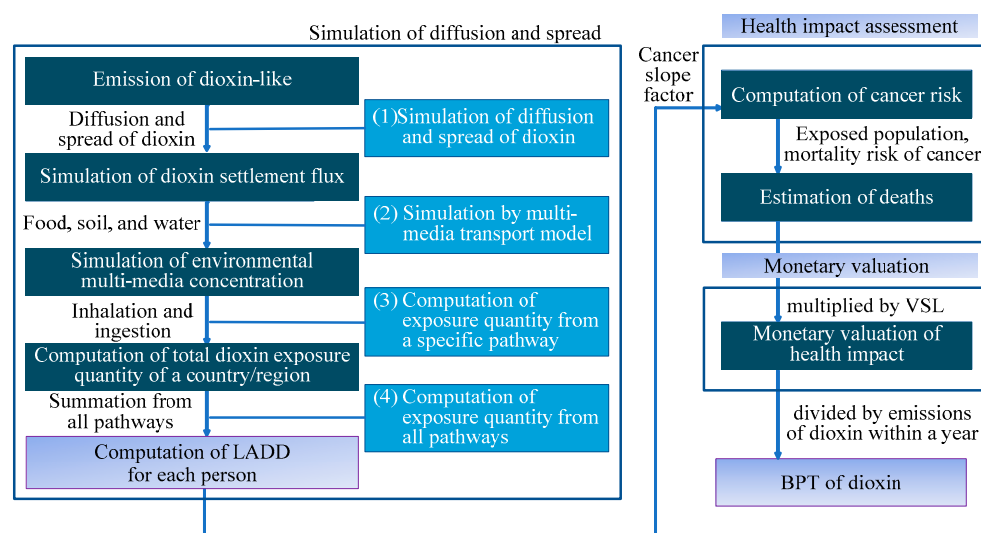 Simulation of diffusion and spread
Emission of dioxin-like
Diffusion and
spread of dioxin
(1)Simulation of diffusion
and spread of dioxin
Simulation of dioxin settlement flux
Food, soil, and water
(2) Simulation by multi-
media transport model
Simulation of environmental
multi-media concentration
Inhalation and
ingestion
(3) Computation of
exposure quantity from
a specific pathway
Computation of total dioxin exposure
quantity of a country/region
Summation from
all pathways
(4) Computation of
exposure quantity from
all pathways
Computation of LADD
for each person
Cancer
slope
factor
Health impact assessment
Computation of cancer risk
Exposed population,
mortality risk of cancer
Estimation of deaths
Monetary valuation
multiplied by VSL
Monetary valuation of
health impact
divided by emissions
of dioxin within a year
BPT of dioxin